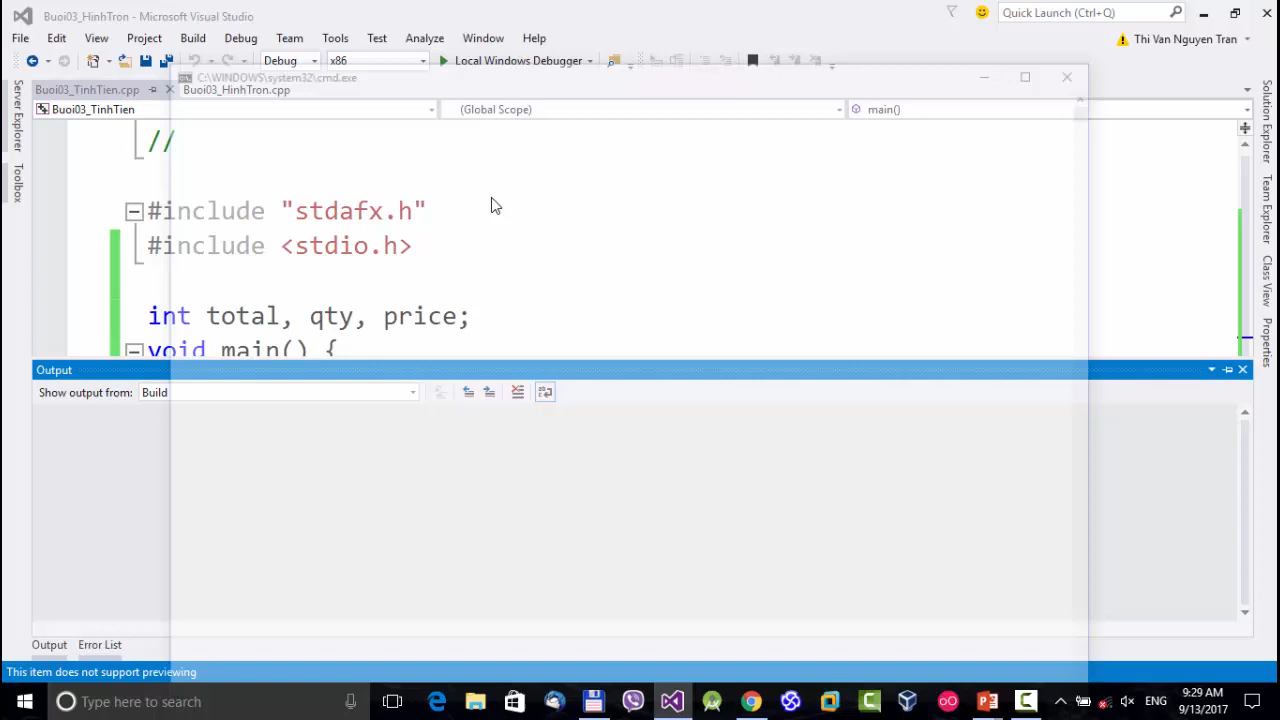 Buoi03_HinhTron - Microsoft Visual Studio
Quick Launch (Ctrl+Q)
File Edit View Project Build Debug Team Tools Test Analyze Window Help
Thi Van Nguyen Tran
Debug x86 Local Windows Debugger
C:\WINDOWS\system32\cmd.exe
Buoi03_TinhTien.cpp Buoi03_HinhTron.cpp
Buoi03_TinhTien (Global Scope) main()
//
#include "stdafx.h"
#include <stdio.h>
int total, qty, price;
void main() {
Output
Show output from: Build
Output Error List
This item does not support previewing
Server Explorer
Toolbox
Solution Explorer
Team Explorer
Class View
Properties
Type here to search
ENG
9:29 AM
9/13/2017